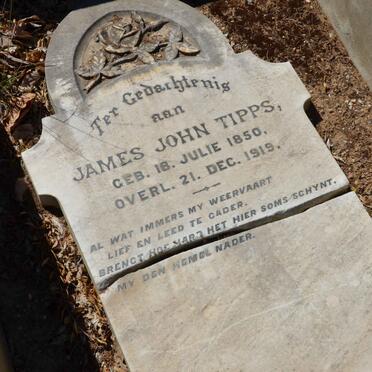 Ter Gedachtenis
aan
JAMES JOHN TIPPS,
GEB. 18. JULIE 1850.
OVERL. 21. DEC. 1919.
AL WAT IMMERS MY WEERVAART
LIEF EN LEED TE GADER.
BRENGT HOE HARD HET HIER SOMS SCHYNT.
MY DEN HEMEL NADER.